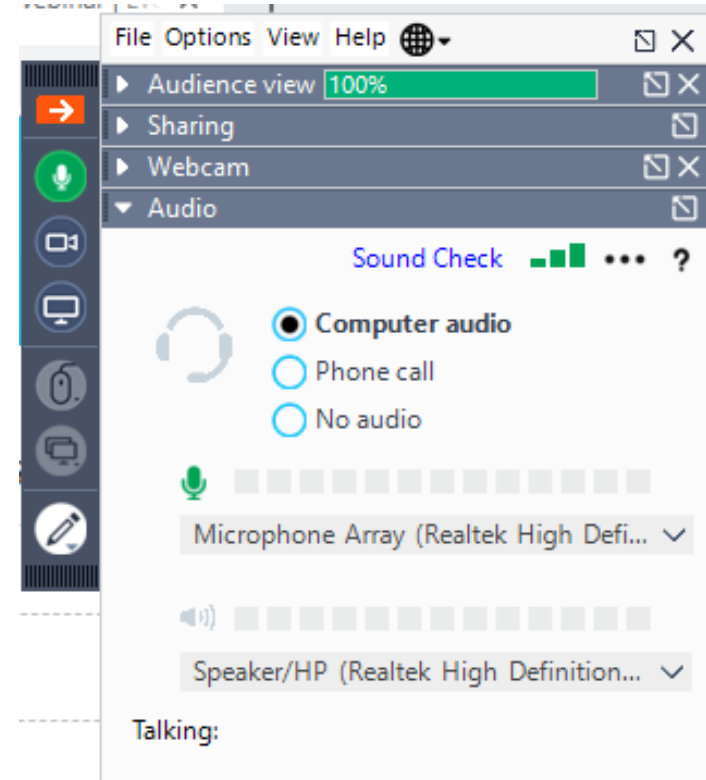 File Options View Help
Audience view 100%
Sharing
Webcam
Audio
Sound Check ?
Computer audio
Phone call
No audio
Microphone Array (Realtek High Defi...
Speaker/HP (Realtek High Definition...
Talking: